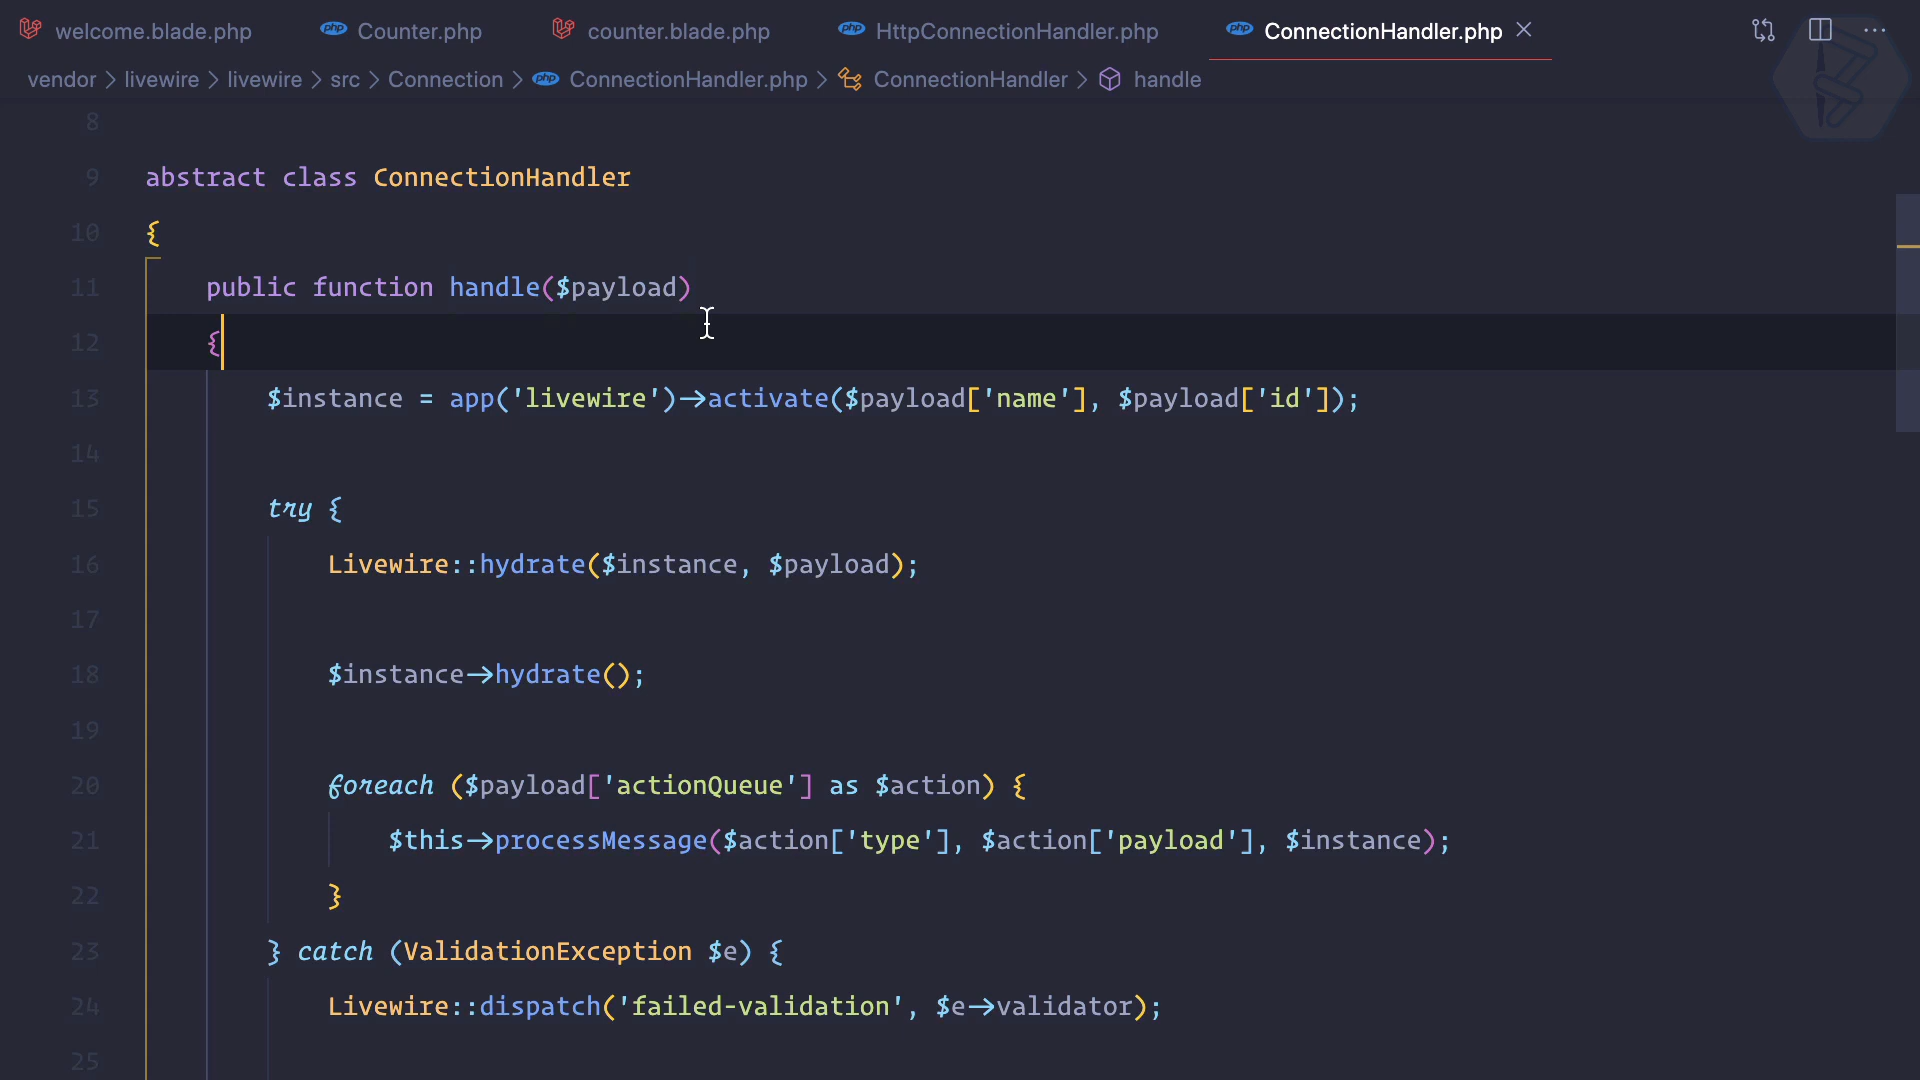 welcome.blade.php Counter.php counter.blade.php HttpConnectionHandler.php ConnectionHandler.php
vendor > livewire > livewire > src > Connection > ConnectionHandler.php > ConnectionHandler > handle
8
9 abstract class ConnectionHandler
10 {
11 public function handle($payload)
12 {
13 $instance = app('livewire')->activate($payload['name'], $payload['id']);
14
15 try {
16 Livewire::hydrate($instance, $payload);
17
18 $instance->hydrate();
19
20 foreach ($payload['actionQueue'] as $action) {
21 $this->processMessage($action['type'], $action['payload'], $instance);
22 }
23 } catch (ValidationException $e) {
24 Livewire::dispatch('failed-validation', $e->validator);
25